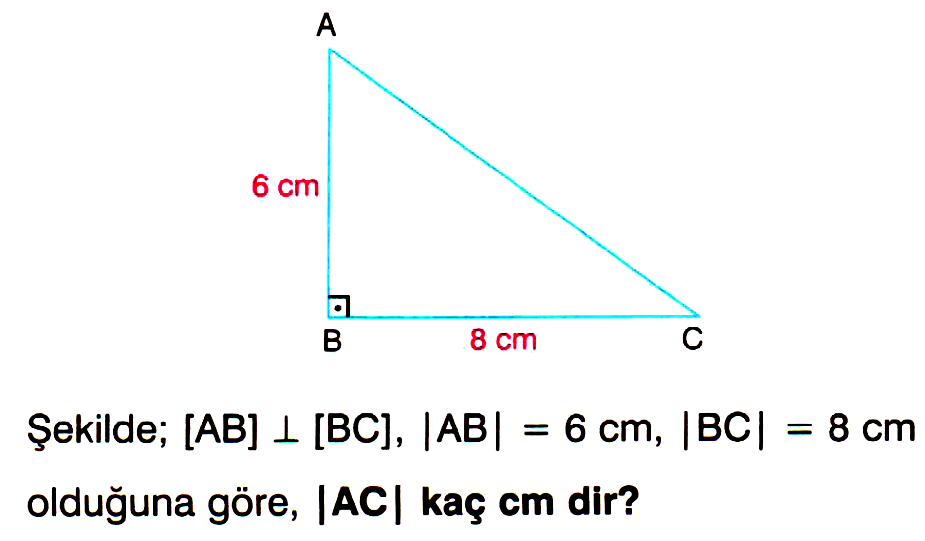 A
6 cm
B
8 cm
C
Şekilde; [AB] ⊥ [BC], |AB| = 6 cm, |BC| = 8 cm
olduğuna göre, |AC| kaç cm dir?